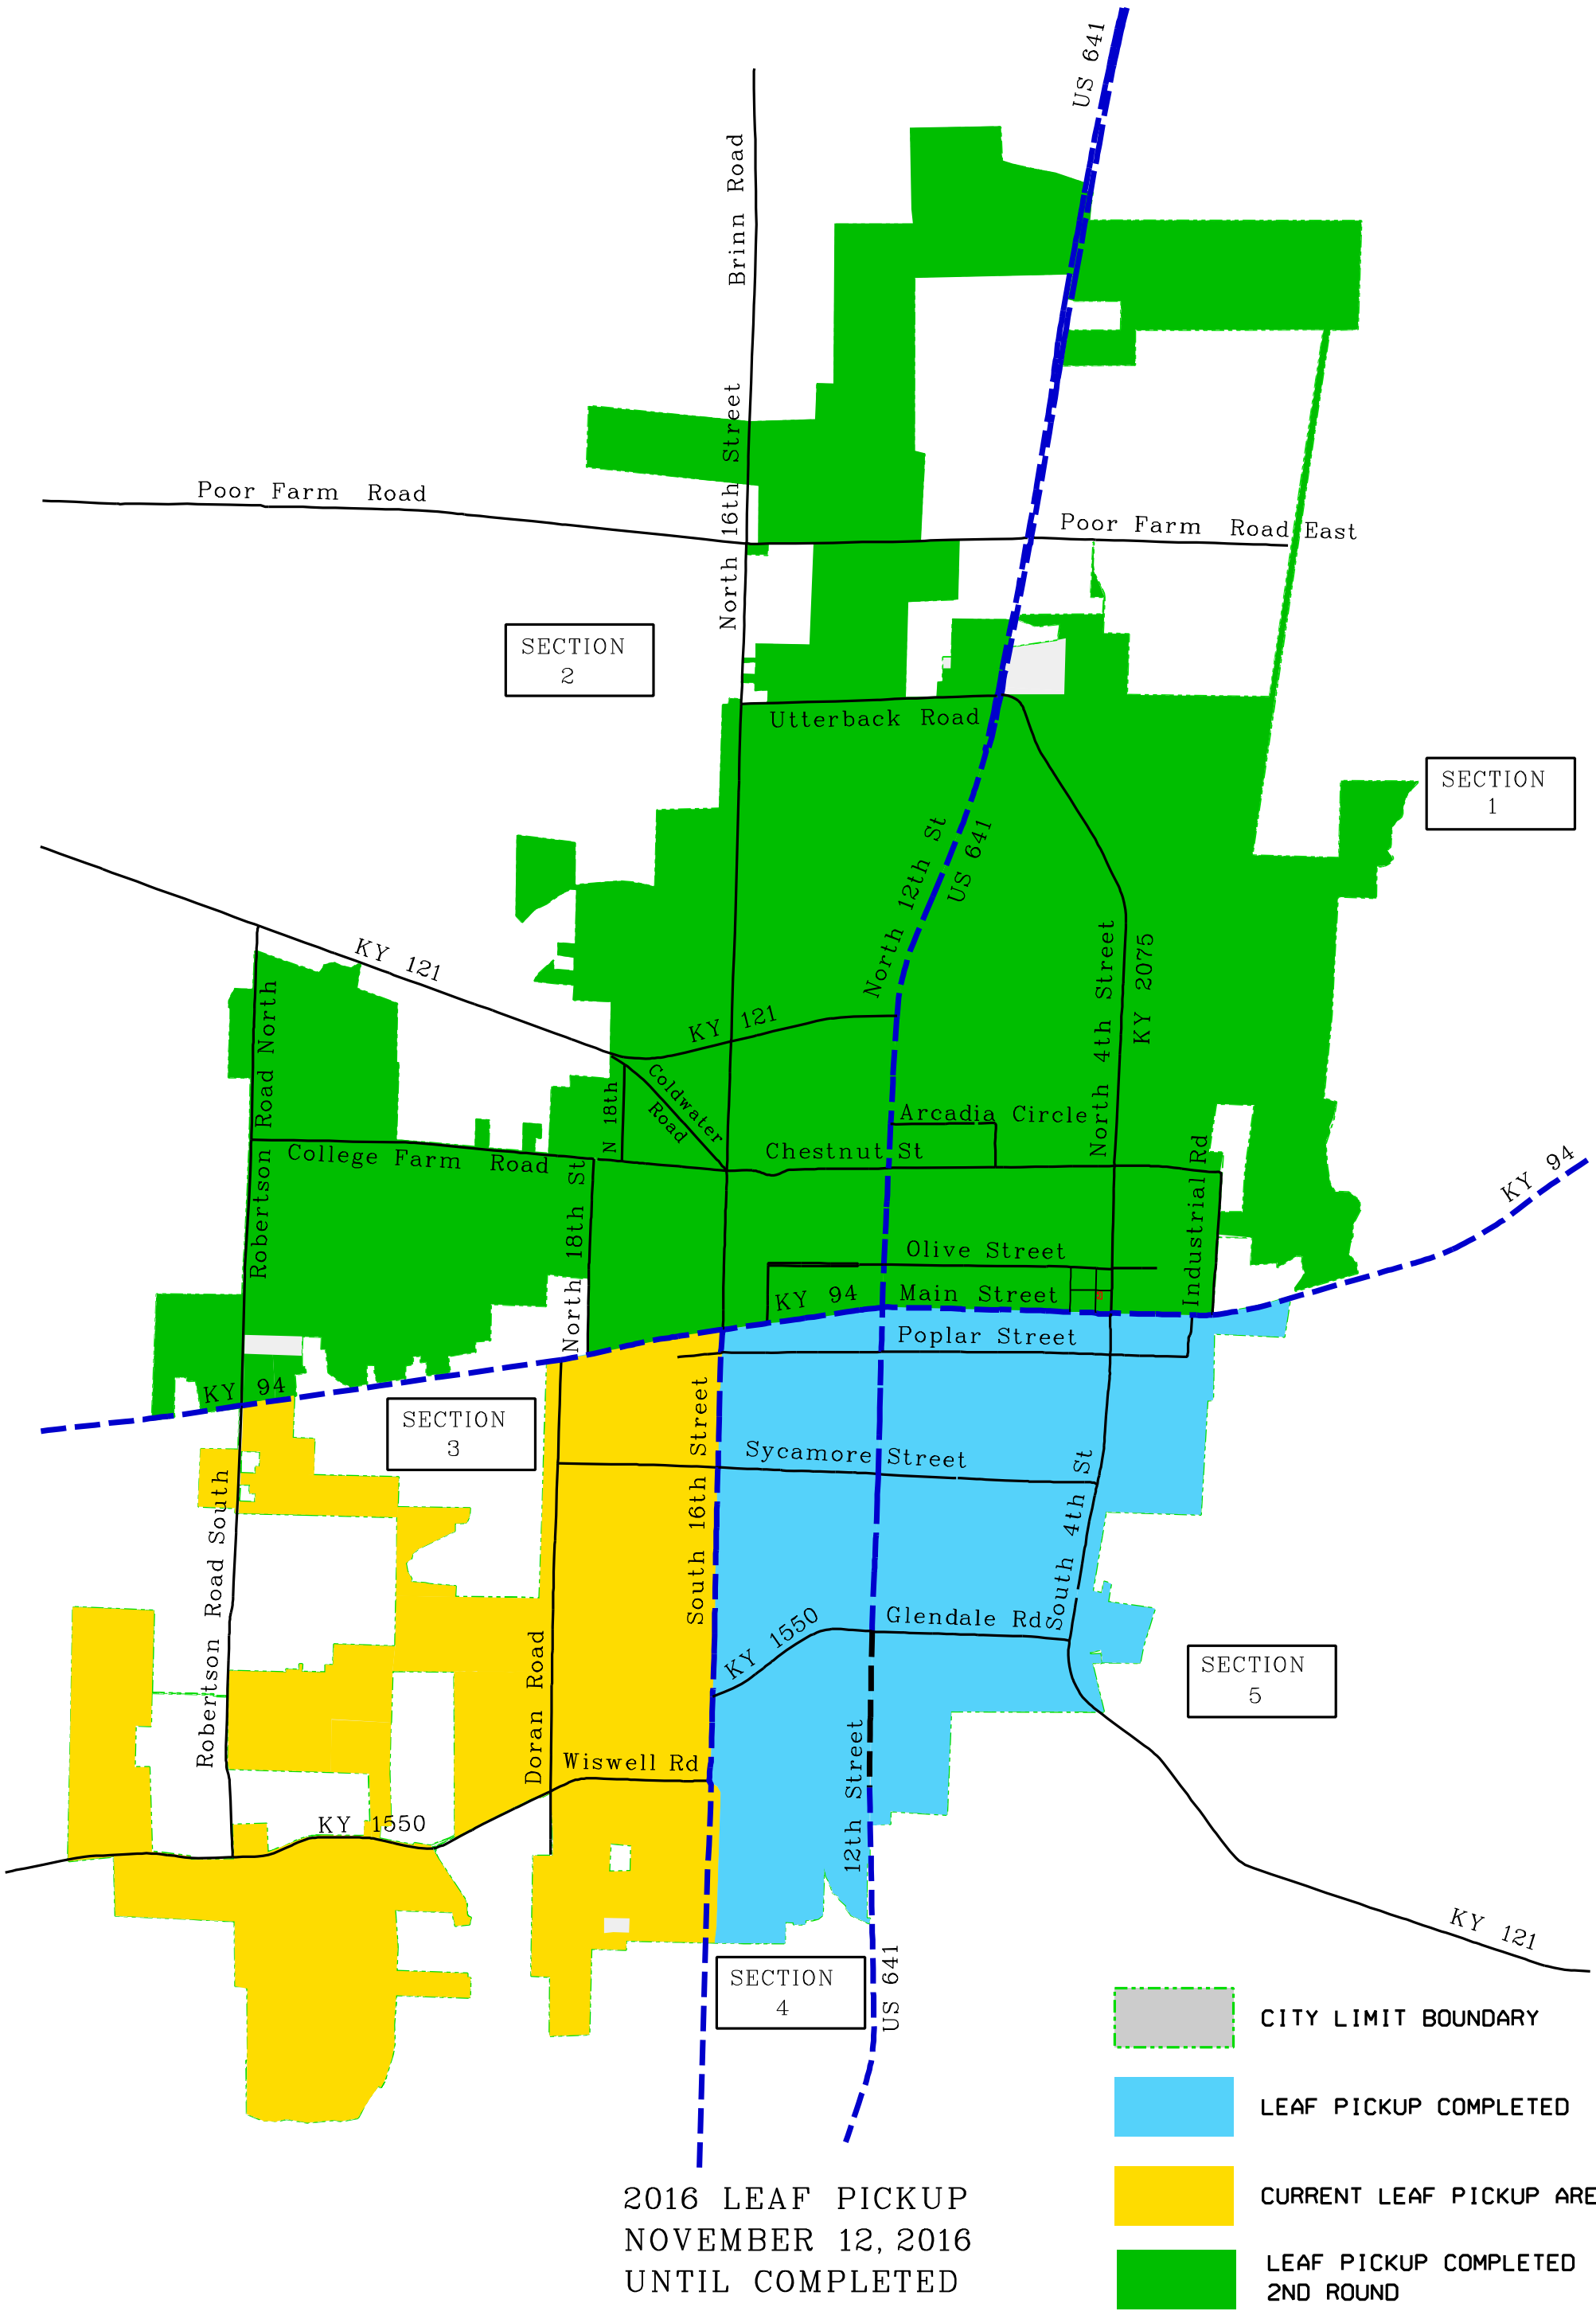 US 641
Brinn Road
North 16th Street
Poor Farm Road
Poor Farm Road East
North 16th Street
SECTION
2
Utterback Road
SECTION
1
North 12th St
US 641
KY 121
KY 121
North 4th Street
KY 2075
Robertson Road North
N 18th
Coldwater
Road
Arcadia Circle
Chestnut St
College Farm Road
North 18th St
Industrial Rd
KY 94
Robertson
Olive Street
KY 94
Main Street
Poplar Street
KY 94
SECTION
3
South 16th Street
Sycamore Street
South 4th St
Robertson Road South
Glendale Rd
KY 1550
SECTION
5
Doran Road
Wiswell Rd
12th Street
KY 1550
KY 121
US 641
SECTION
4
CITY LIMIT BOUNDARY
LEAF PICKUP COMPLETED
CURRENT LEAF PICKUP ARE
LEAF PICKUP COMPLETED
2ND ROUND
2016 LEAF PICKUP
NOVEMBER 12, 2016
UNTIL COMPLETED